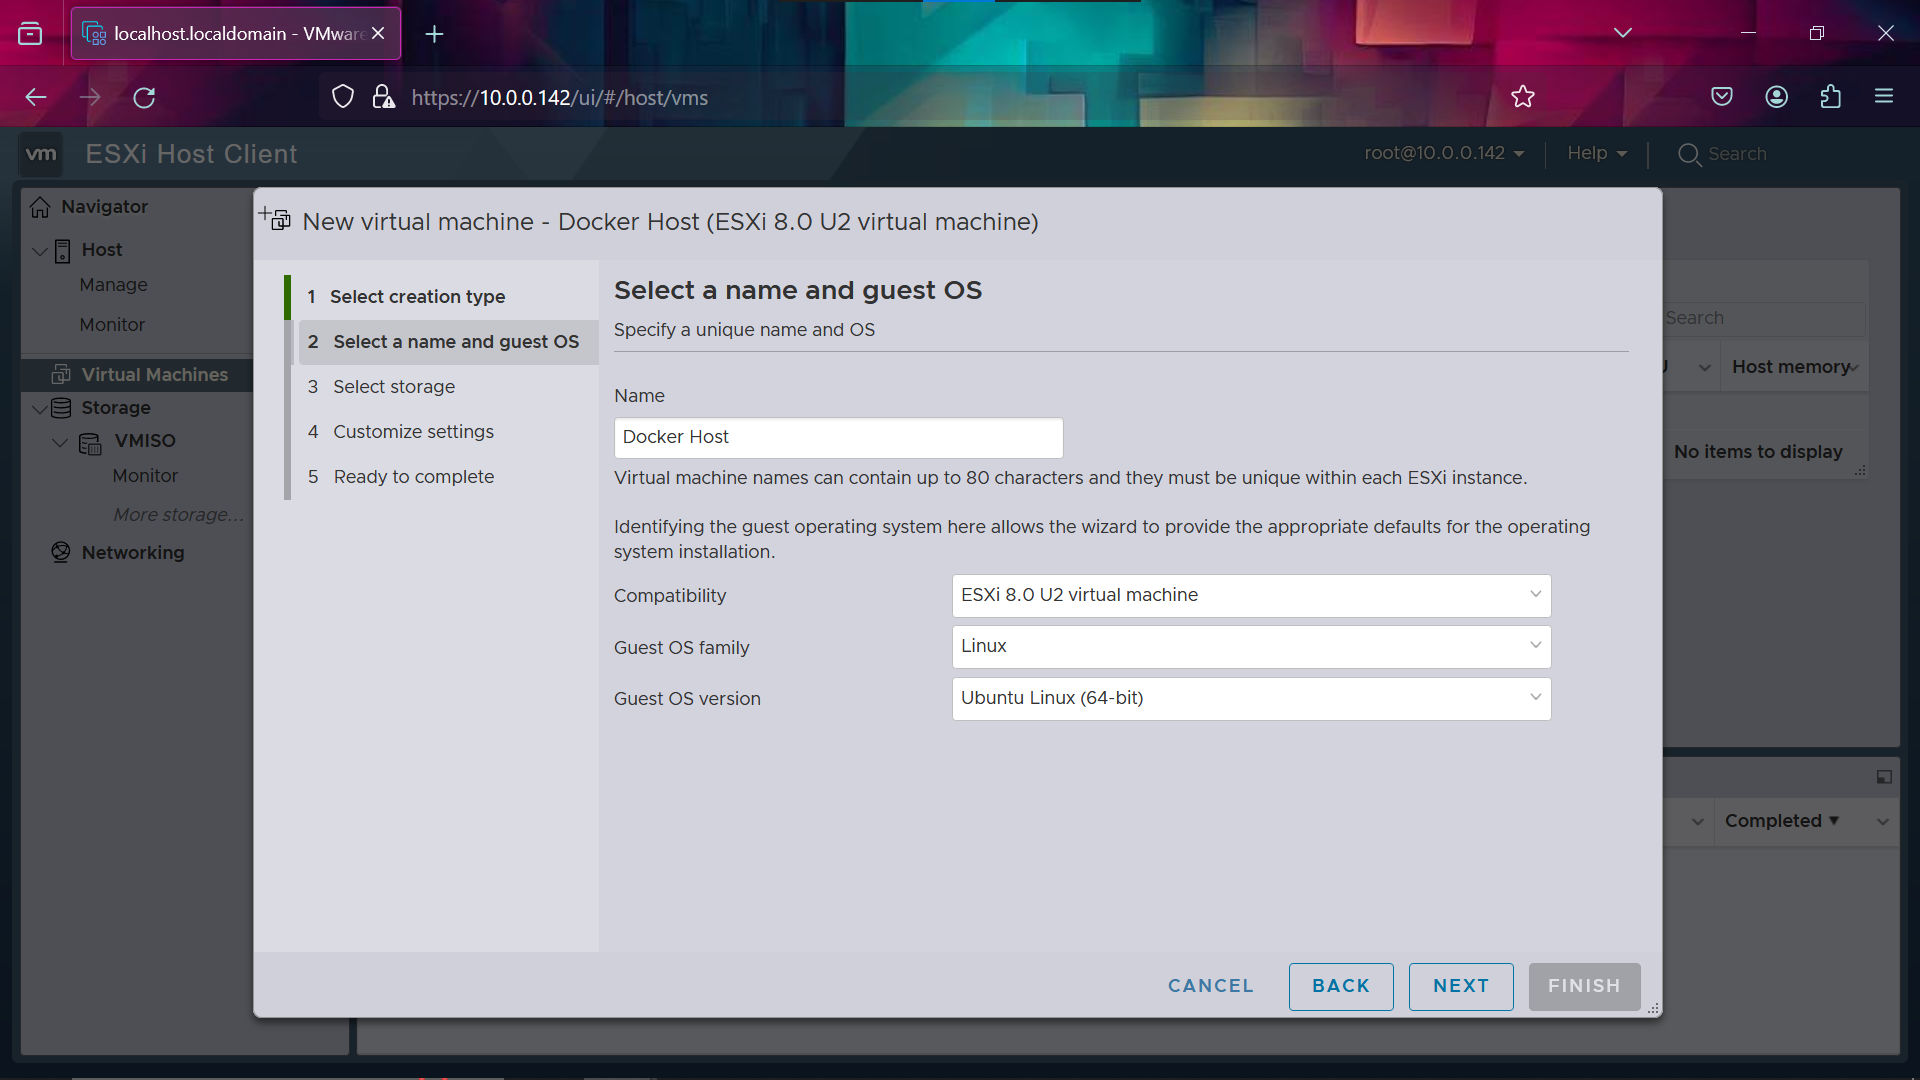 localhost.localdomain - VMware
https://10.0.0.142/ui/#/host/vms
vm ESXi Host Client
root@10.0.0.142
Help
Search
Navigator
Host
Manage
Monitor
Virtual Machines
Storage
VMISO
Monitor
More storage...
Networking
New virtual machine - Docker Host (ESXi 8.0 U2 virtual machine)
1 Select creation type
2 Select a name and guest OS
3 Select storage
4 Customize settings
5 Ready to complete
Select a name and guest OS
Specify a unique name and OS
Name
Docker Host
Virtual machine names can contain up to 80 characters and they must be unique within each ESXi instance.
Identifying the guest operating system here allows the wizard to provide the appropriate defaults for the operating
system installation.
Compatibility
ESXi 8.0 U2 virtual machine
Guest OS family
Linux
Guest OS version
Ubuntu Linux (64-bit)
CANCEL
BACK
NEXT
FINISH
Search
Host memory
No items to display
Completed